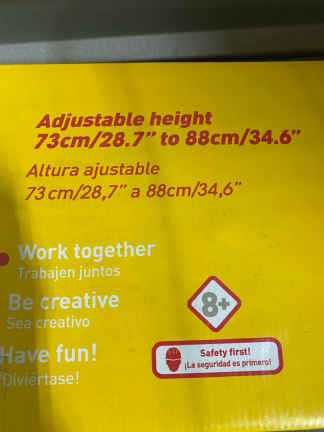 Adjustable height
73cm/28.7” to 88cm/34.6”
Altura ajustable
73cm/28,7” a 88cm/34,6”
Work together
Trabajen juntos
Be creative
Sea creativo
Have fun!
Diviértase!
8+
Safety first!
¡La seguridad es primero!